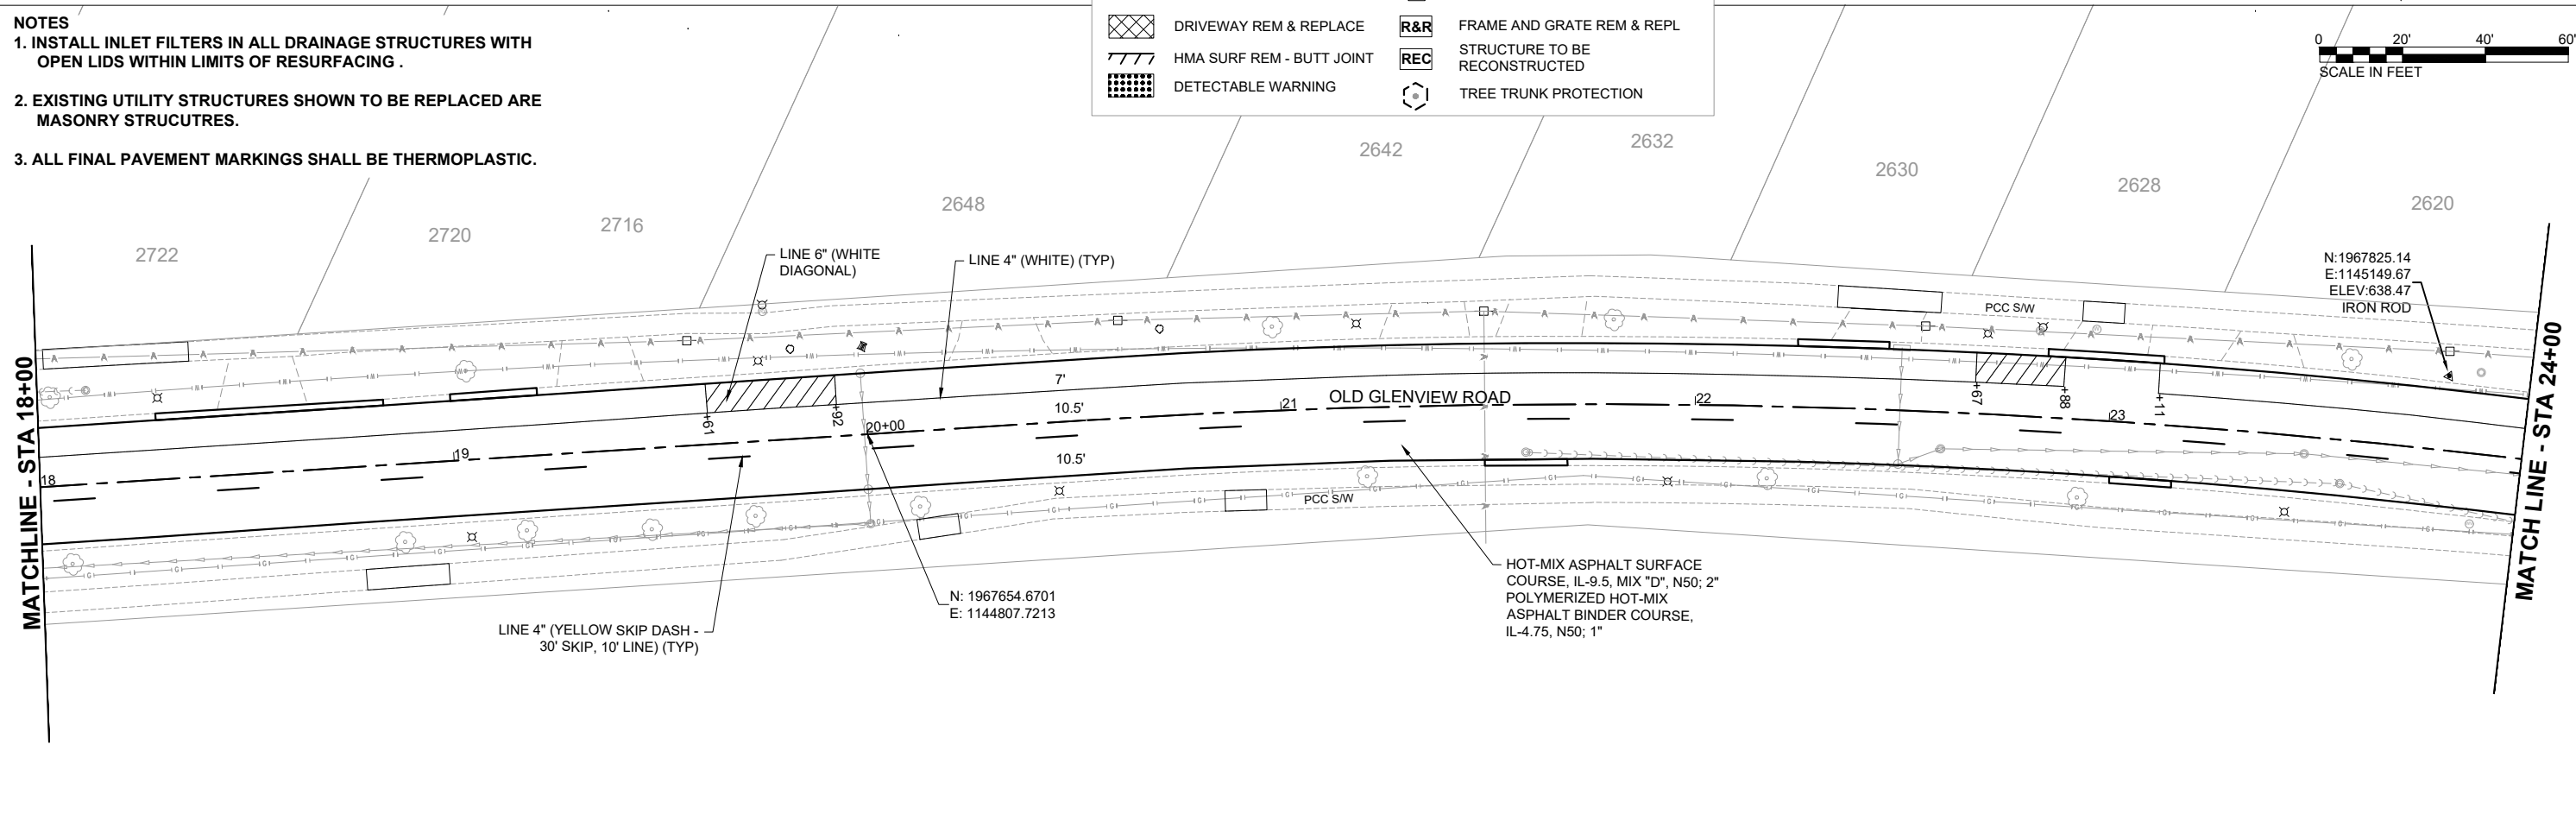 NOTES
1. INSTALL INLET FILTERS IN ALL DRAINAGE STRUCTURES WITH
OPEN LIDS WITHIN LIMITS OF RESURFACING .
2. EXISTING UTILITY STRUCTURES SHOWN TO BE REPLACED ARE
MASONRY STRUCUTRES.
3. ALL FINAL PAVEMENT MARKINGS SHALL BE THERMOPLASTIC.
DRIVEWAY REM & REPLACE
HMA SURF REM - BUTT JOINT
DETECTABLE WARNING
R&R FRAME AND GRATE REM & REPL
REC STRUCTURE TO BE
RECONSTRUCTED
TREE TRUNK PROTECTION
0 20' 40' 60'
SCALE IN FEET
2722
2720
2716
2648
2642
2632
2630
2628
2620
LINE 6" (WHITE
DIAGONAL)
LINE 4" (WHITE) (TYP)
N:1967825.14
E:1145149.67
ELEV:638.47
IRON ROD
PCC S/W
MATCHLINE - STA 18+00
MATCH LINE - STA 24+00
7'
10.5'
10.5'
OLD GLENVIEW ROAD
18
19
20+00
21
22
23
+61
+92
+67
+88
+11
PCC S/W
N: 1967654.6701
E: 1144807.7213
LINE 4" (YELLOW SKIP DASH -
30' SKIP, 10' LINE) (TYP)
HOT-MIX ASPHALT SURFACE
COURSE, IL-9.5, MIX "D", N50; 2"
POLYMERIZED HOT-MIX
ASPHALT BINDER COURSE,
IL-4.75, N50; 1"